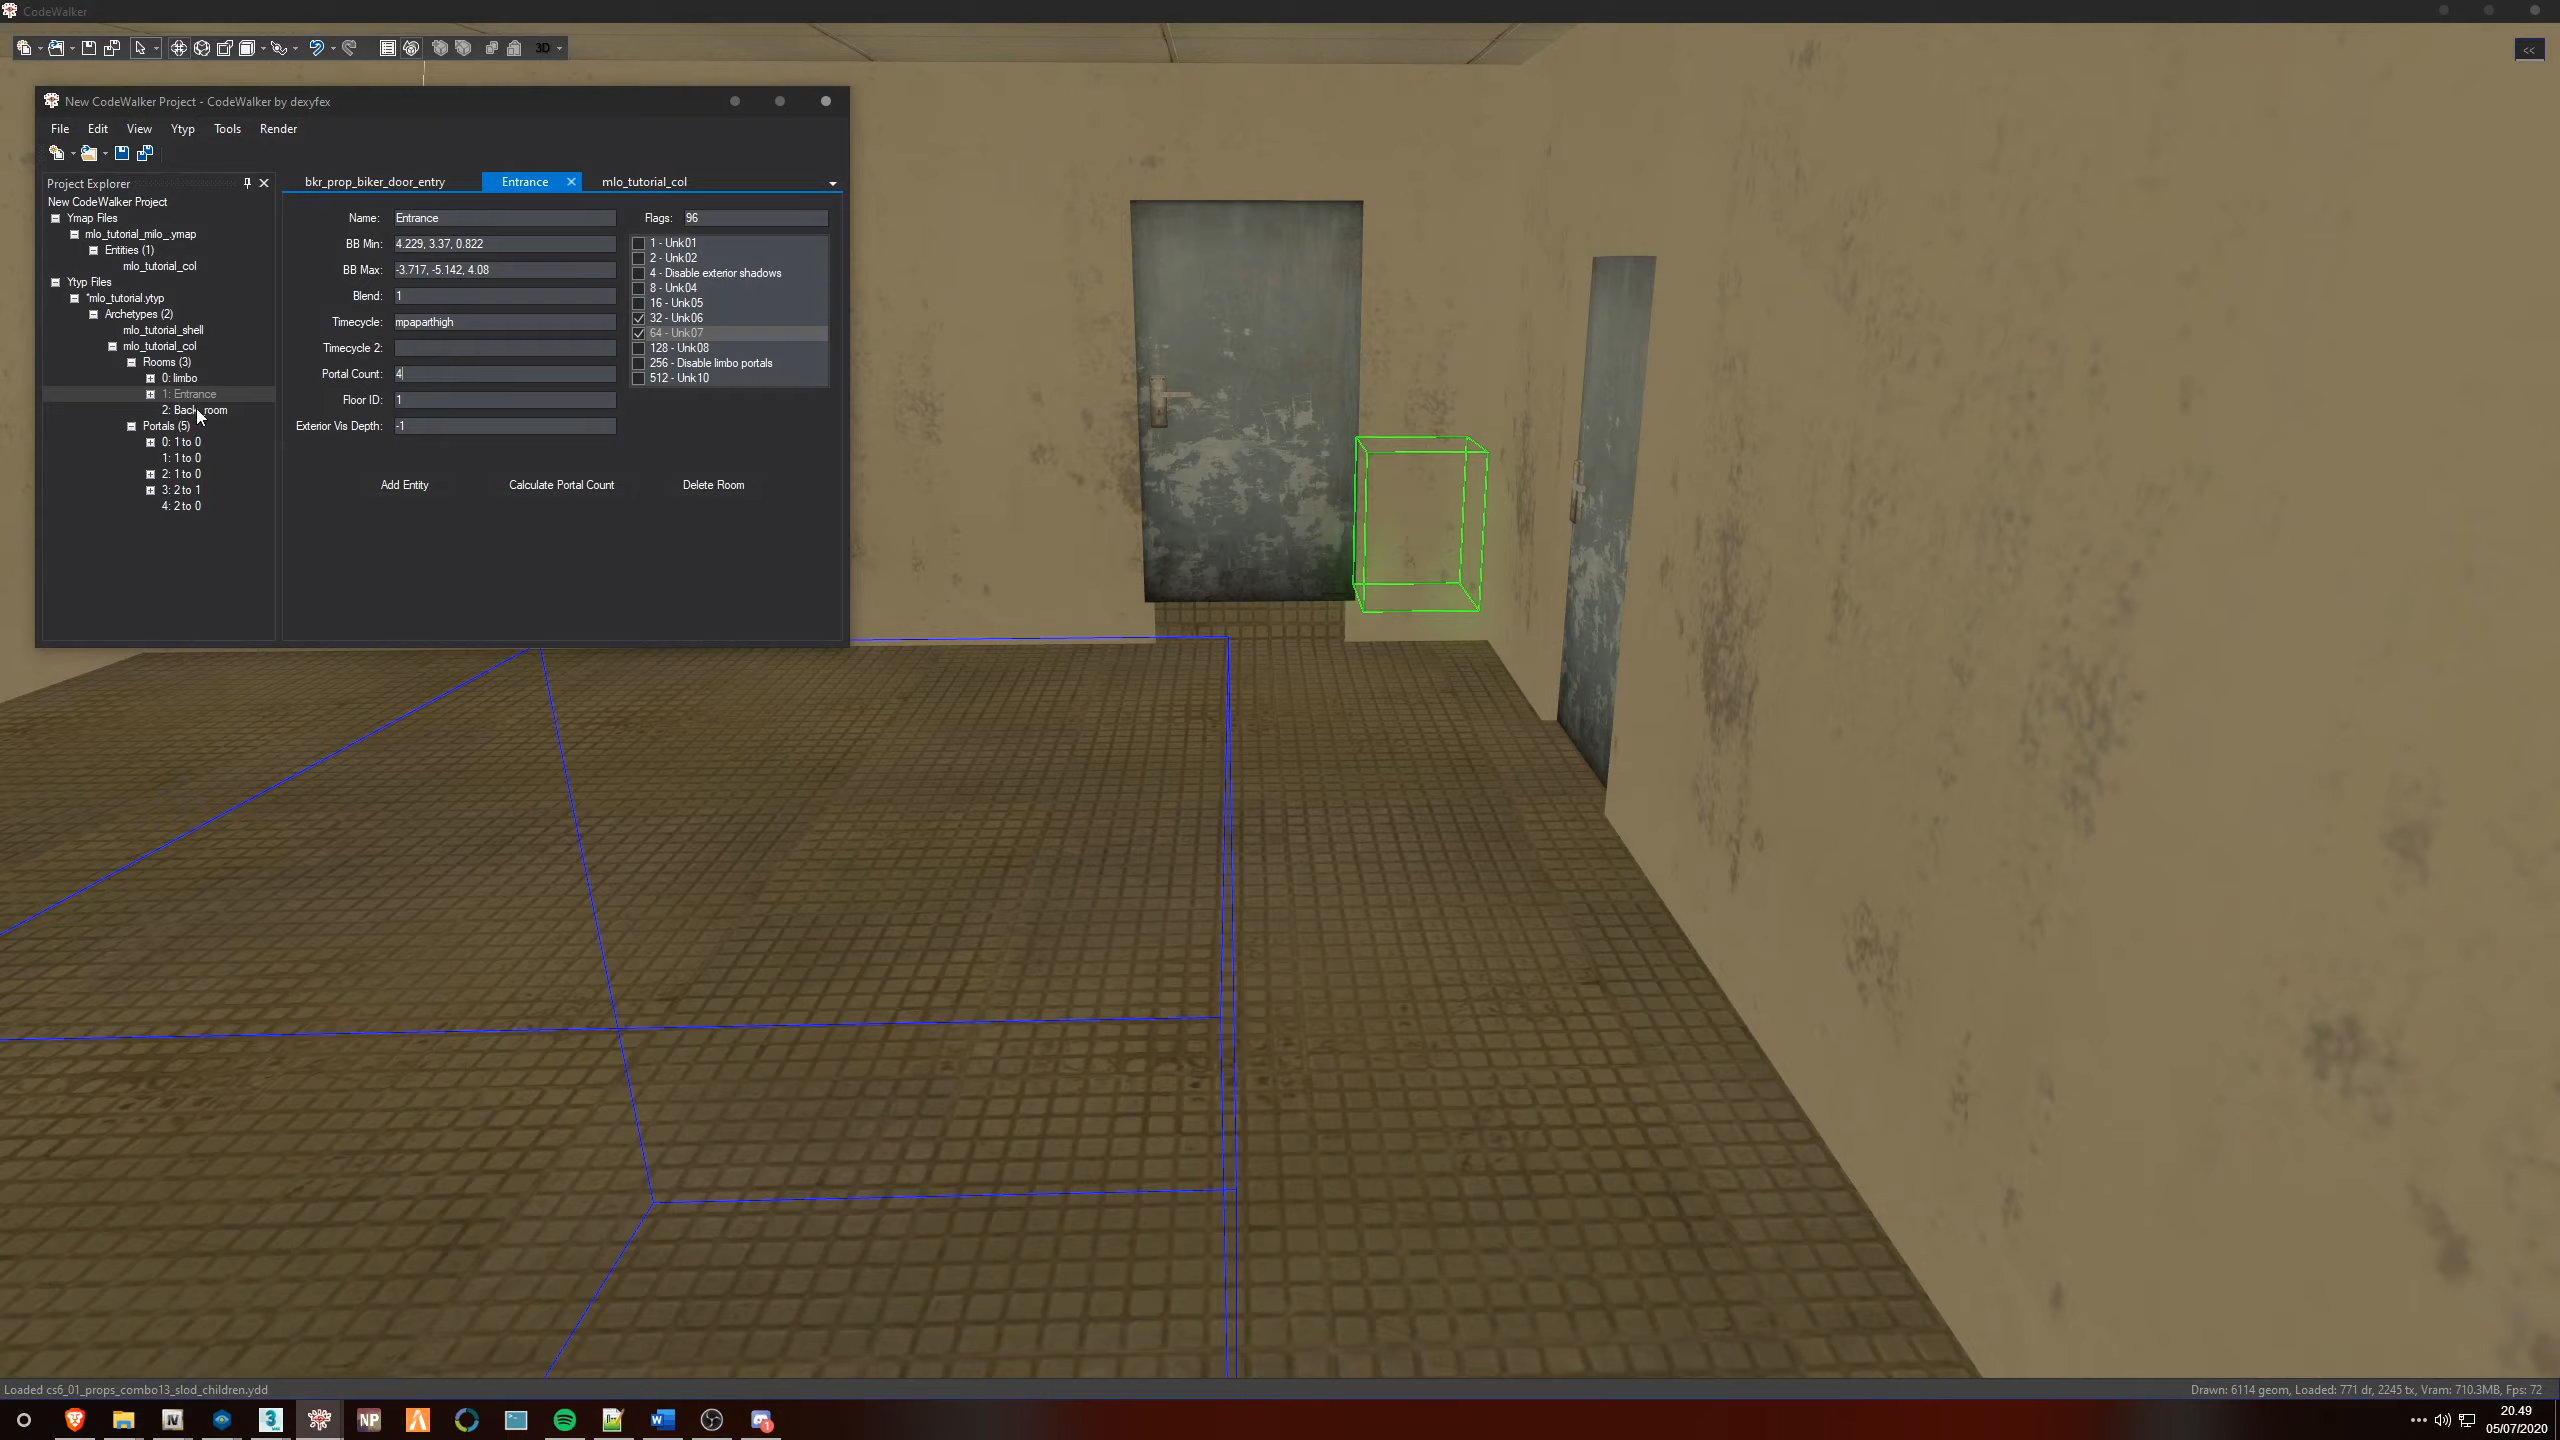 CodeWalker
3D
<<
New CodeWalker Project - CodeWalker by dexyfex
File Edit View Ytyp Tools Render
Project Explorer
New CodeWalker Project
Ymap Files
mlo_tutorial_milo_.ymap
Entities (1)
mlo_tutorial_col
Ytyp Files
*mlo_tutorial.ytyp
Archetypes (2)
mlo_tutorial_shell
mlo_tutorial_col
Rooms (3)
0: limbo
1: Entrance
2: Back room
Portals (5)
0: 1 to 0
1: 1 to 0
2: 1 to 0
3: 2 to 1
4: 2 to 0
bkr_prop_biker_door_entry Entrance mlo_tutorial_col
Name: Entrance
BB Min: 4.229, 3.37, 0.822
BB Max: -3.717, -5.142, 4.08
Blend: 1
Timecycle: mpaparthigh
Timecycle 2:
Portal Count: 4
Floor ID: 1
Exterior Vis Depth: -1
Flags: 96
1 - Unk01
2 - Unk02
4 - Disable exterior shadows
8 - Unk04
16 - Unk05
32 - Unk06
64 - Unk07
128 - Unk08
256 - Disable limbo portals
512 - Unk10
Add Entity Calculate Portal Count Delete Room
Loaded cs6_01_props_combo13_slod_children.ydd
Drawn: 6114 geom, Loaded: 771 dr, 2245 tx, Vram: 710.3MB, Fps: 72
IV
3
NP
1
20.49
05/07/2020